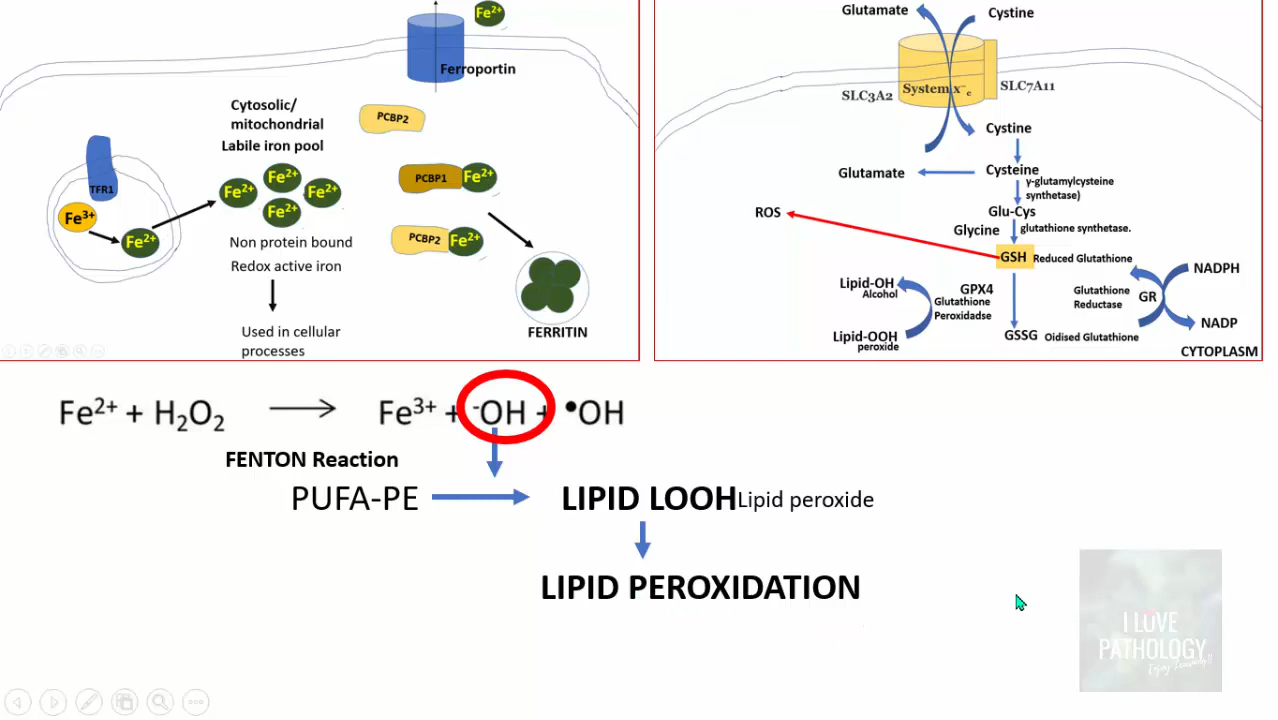 Fe2+
Ferroportin
Cytosolic/
mitochondrial
Labile iron pool
PCBP2
TFR1
Fe3+
Fe2+
Fe2+
Fe2+
Fe2+
Fe2+
PCBP1
Fe2+
PCBP2
Fe2+
Non protein bound
Redox active iron
Used in cellular
processes
FERRITIN
Glutamate
Cystine
SLC3A2
System x-c
SLC7A11
Cystine
Glutamate
Cysteine
γ-glutamylcysteine
synthetase)
ROS
Glu-Cys
Glycine
glutathione synthetase.
GSH
Reduced Glutathione
Lipid-OH
Alcohol
GPX4
Glutathione
Peroxidadse
Lipid-OOH
peroxide
Glutathione
Reductase
GR
NADPH
NADP
GSSG
Oidised Glutathione
CYTOPLASM
Fe2+ + H2O2 → Fe3+ + -OH + •OH
FENTON Reaction
PUFA-PE
LIPID LOOH Lipid peroxide
LIPID PEROXIDATION
I LOVE
PATHOLOGY